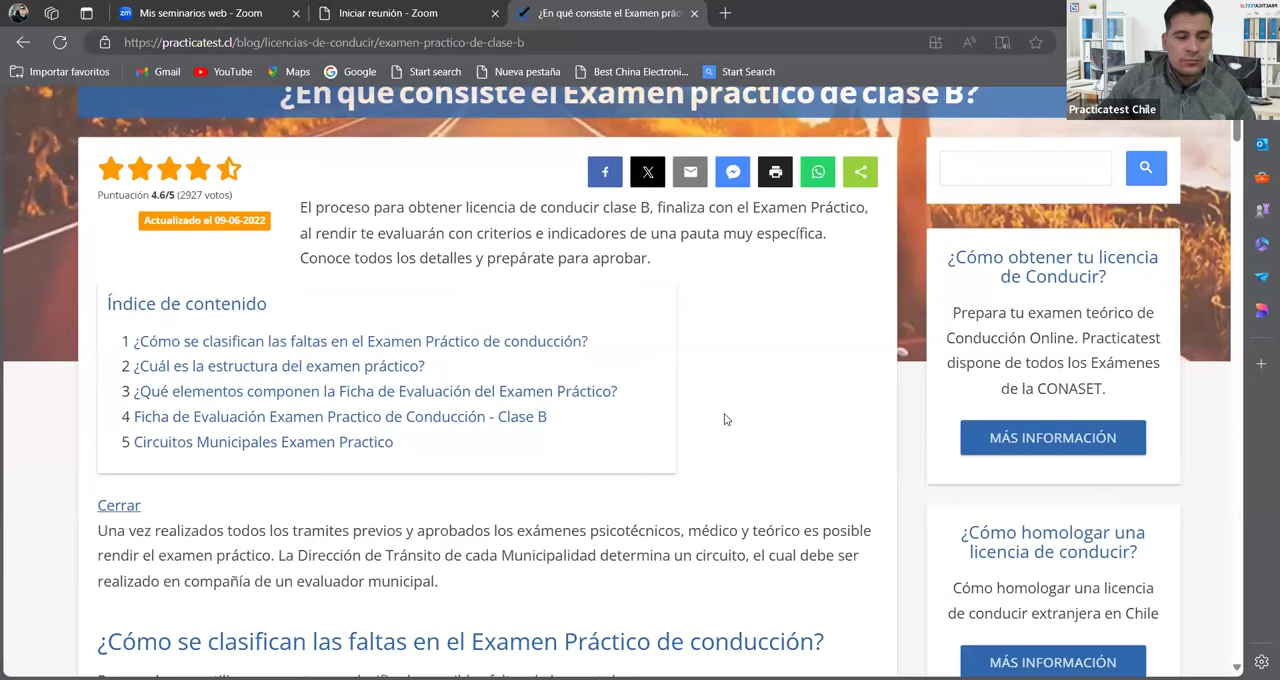 Mis seminarios web - Zoom
Iniciar reunión - Zoom
¿En qué consiste el Examen prác
https://practicatest.cl/blog/licencias-de-conducir/examen-practico-de-clase-b
Importar favoritos
Gmail
YouTube
Maps
Google
Start search
Nueva pestaña
Best China Electroni...
Start Search
Practicatest Chile
¿En qué consiste el Examen práctico de clase B?
Puntuación 4.6/5 (2927 votos)
Actualizado el 09-06-2022
El proceso para obtener licencia de conducir clase B, finaliza con el Examen Práctico,
al rendir te evaluarán con criterios e indicadores de una pauta muy específica.
Conoce todos los detalles y prepárate para aprobar.
Índice de contenido
1 ¿Cómo se clasifican las faltas en el Examen Práctico de conducción?
2 ¿Cuál es la estructura del examen práctico?
3 ¿Qué elementos componen la Ficha de Evaluación del Examen Práctico?
4 Ficha de Evaluación Examen Practico de Conducción - Clase B
5 Circuitos Municipales Examen Practico
Cerrar
Una vez realizados todos los tramites previos y aprobados los exámenes psicotécnicos, médico y teórico es posible
rendir el examen práctico. La Dirección de Tránsito de cada Municipalidad determina un circuito, el cual debe ser
realizado en compañía de un evaluador municipal.
¿Cómo se clasifican las faltas en el Examen Práctico de conducción?
¿Cómo obtener tu licencia
de Conducir?
Prepara tu examen teórico de
Conducción Online. Practicatest
dispone de todos los Exámenes
de la CONASET.
MÁS INFORMACIÓN
¿Cómo homologar una
licencia de conducir?
Cómo homologar una licencia
de conducir extranjera en Chile
MÁS INFORMACIÓN